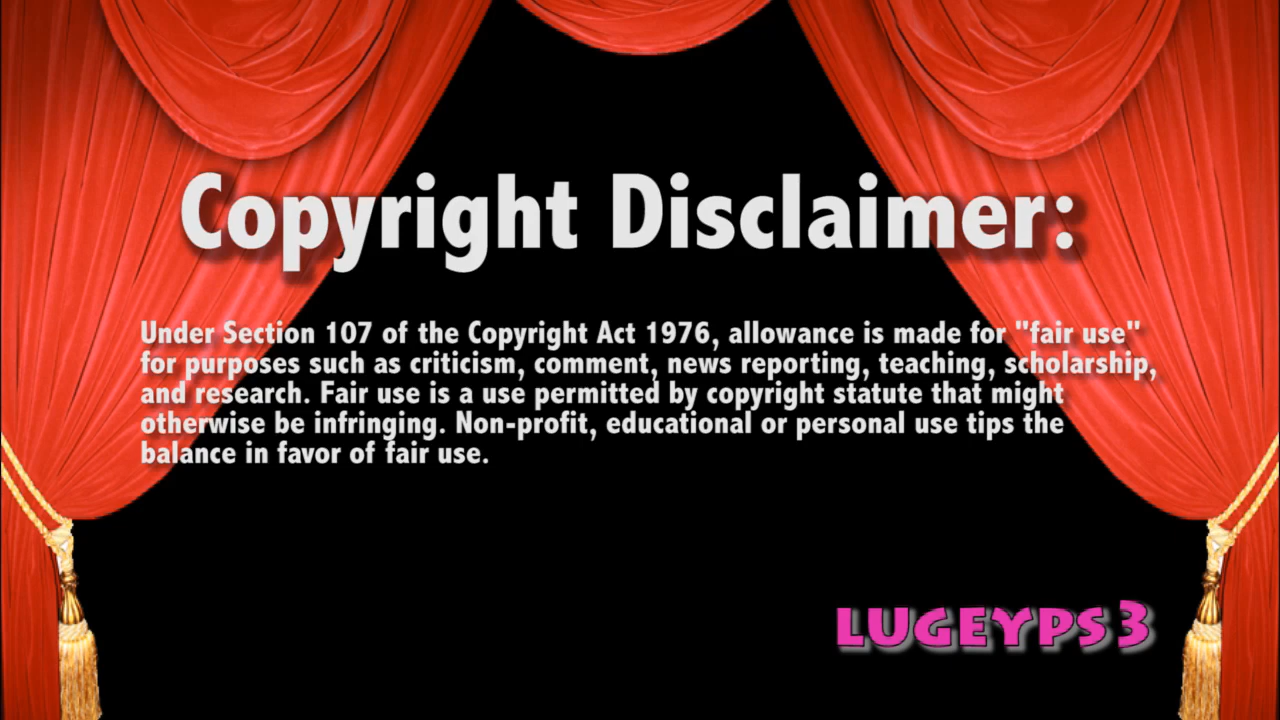 Copyright Disclaimer:
Under Section 107 of the Copyright Act 1976, allowance is made for "fair use"
for purposes such as criticism, comment, news reporting, teaching, scholarship,
and research. Fair use is a use permitted by copyright statute that might
otherwise be infringing. Non-profit, educational or personal use tips the
balance in favor of fair use.
LUGEYPS3